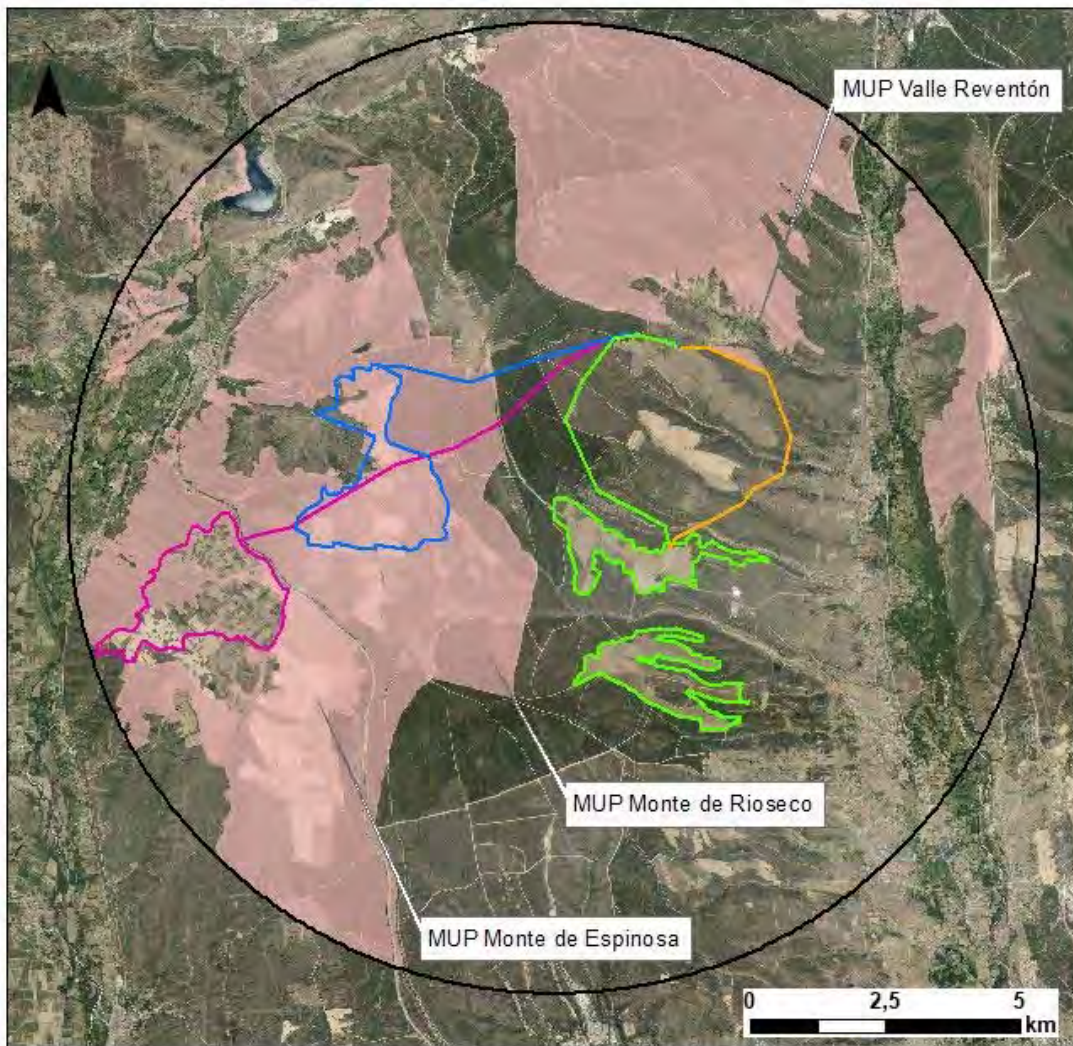 MUP Valle Reventón
MUP Monte de Rioseco
MUP Monte de Espinosa
0 2,5 5
km